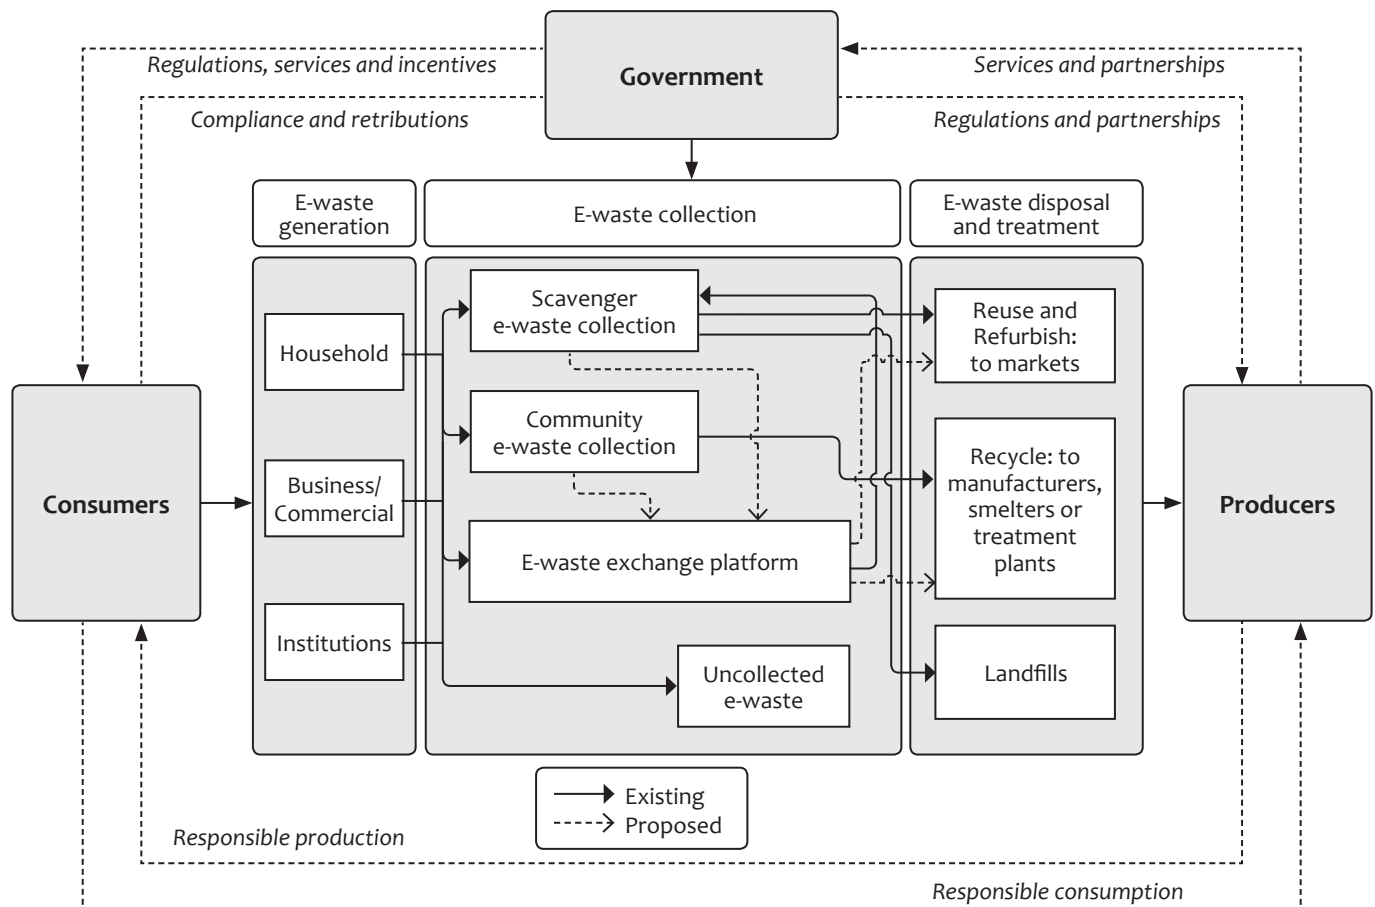 Government
Regulations, services and incentives
Services and partnerships
Compliance and retributions
Regulations and partnerships
E-waste
generation
E-waste collection
E-waste disposal
and treatment
Consumers
Household
Business/
Commercial
Institutions
Scavenger
e-waste collection
Community
e-waste collection
E-waste exchange platform
Uncollected
e-waste
Reuse and
Refurbish:
to markets
Recycle: to
manufacturers,
smelters or
treatment
plants
Landfills
Producers
Existing
Proposed
Responsible production
Responsible consumption